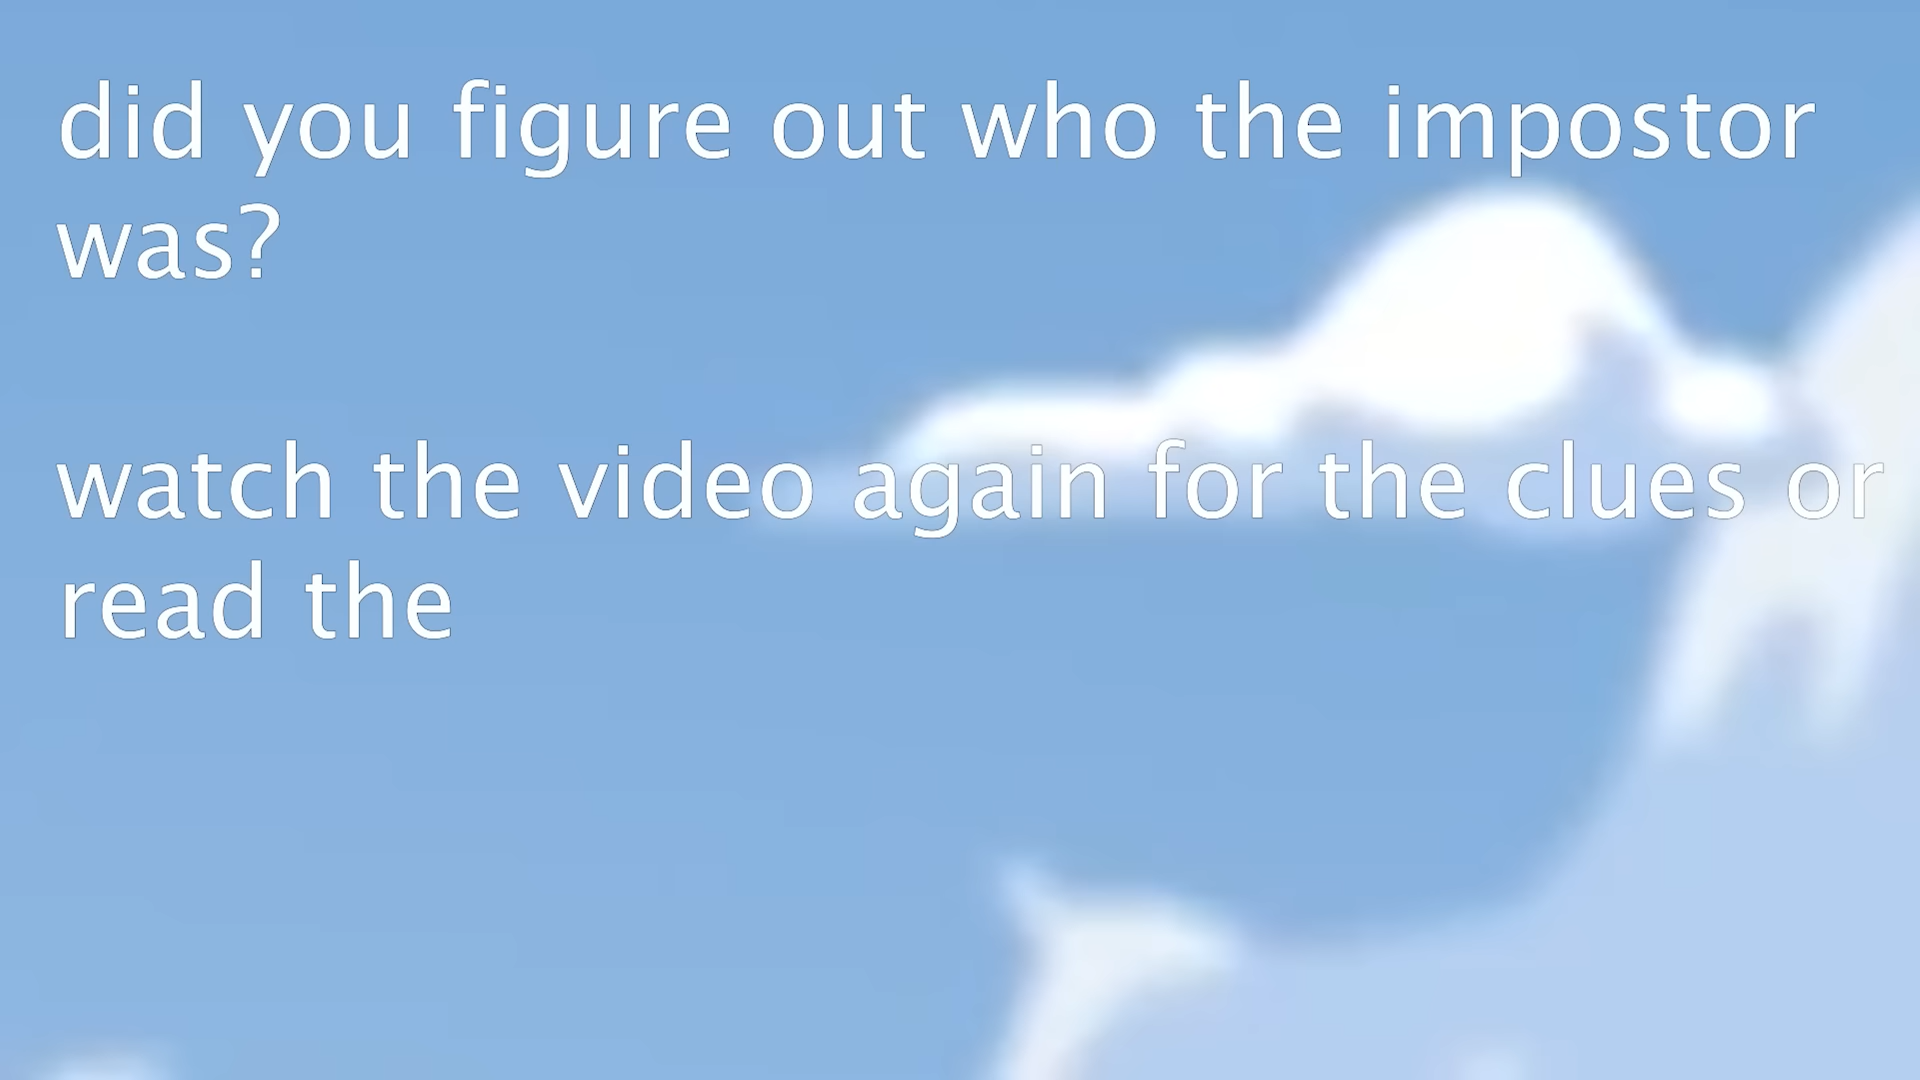 did you figure out who the impostor
was?
watch the video again for the clues or
read the